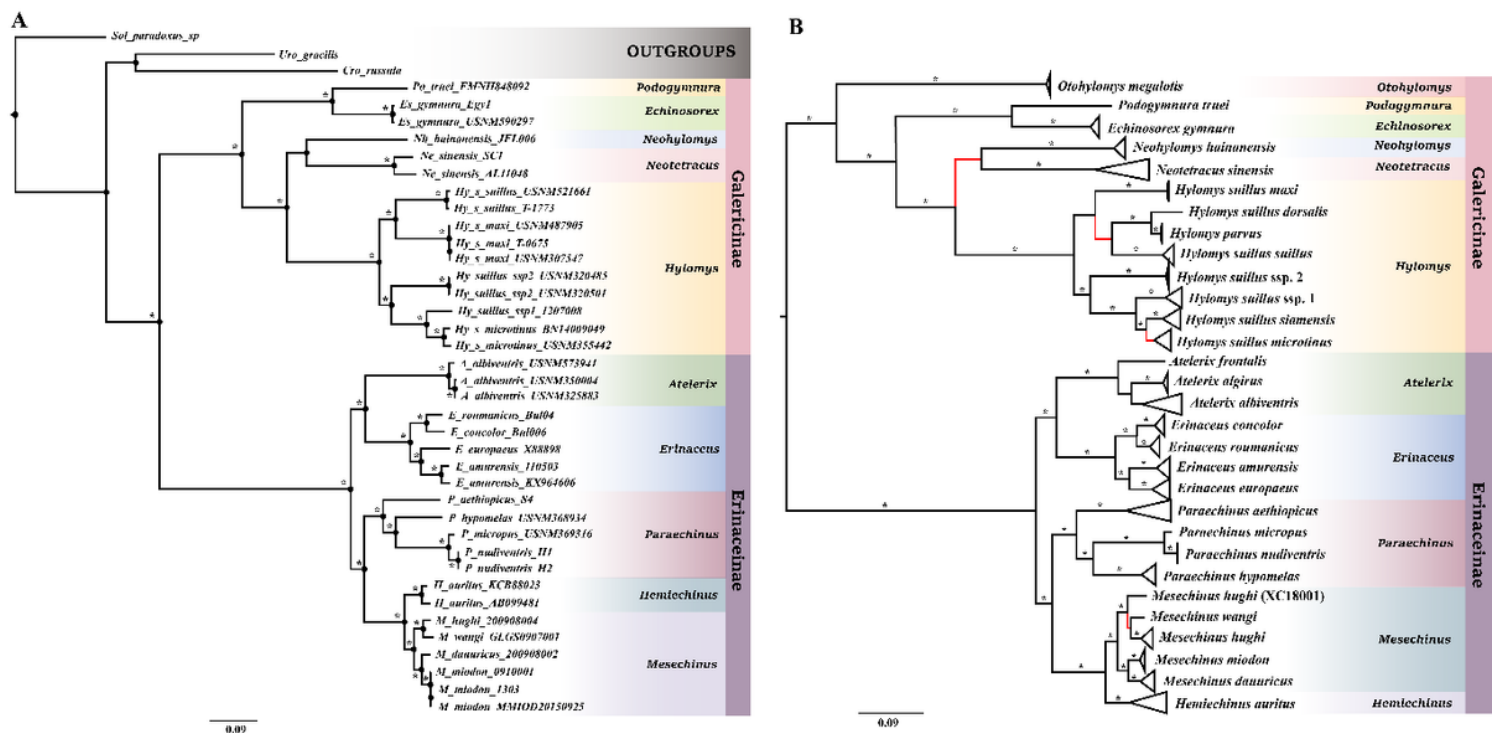 A
Sol_paradoxus_sp
Uro_gracilis
Cro_russula
OUTGROUPS
Po_truei_FMNH848092
Podogymnura
Es_gymnura_Egy1
Es_gymnura_USNM590297
Echinosorex
Nh_hainanensis_JFL006
Neohylomys
Ne_sinensis_SC1
Ne_sinensis_AL11048
Neotetracus
Hy_s_suillus_USNM521661
Hy_s_suillus_T-1773
Hy_s_maxi_USNM487905
Hy_s_maxi_T-0675
Hy_s_maxi_USNM307547
Hy_suillus_ssp2_USNM320485
Hy_suillus_ssp2_USNM320501
Hy_suillus_ssp1_1207008
Hy_s_microtinus_BN14009049
Hy_s_microtinus_USNM355442
Hylomys
Galericinae
A_albiventris_USNM573941
A_albiventris_USNM350004
A_albiventris_USNM325883
Atelerix
E_roumanicus_Bul04
E_concolor_Bul006
E_europaeus_X88898
E_amurensis_110503
E_amurensis_KX964606
Erinaceus
P_aethiopicus_S4
P_hypomelas_USNM368934
P_micropus_USNM369316
P_nudiventris_H1
P_nudiventris_H2
Paraechinus
H_auritus_KCB88023
H_auritus_AB099481
Hemiechinus
M_hughi_200908004
M_wangi_GLGS0907001
M_dauuricus_200908002
M_miodon_0910001
M_miodon_1303
M_miodon_MMIOD20150925
Mesechinus
Erinaceinae
0.09
B
Otohylomys megalotis
Otohylomys
Podogymnura truei
Podogymnura
Echinosorex gymnura
Echinosorex
Neohylomys hainanensis
Neohylomys
Neotetracus sinensis
Neotetracus
Hylomys suillus maxi
Hylomys suillus dorsalis
Hylomys parvus
Hylomys suillus suillus
Hylomys suillus ssp. 2
Hylomys suillus ssp. 1
Hylomys suillus siamensis
Hylomys suillus microtinus
Hylomys
Galericinae
Atelerix frontalis
Atelerix algirus
Atelerix albiventris
Atelerix
Erinaceus concolor
Erinaceus roumanicus
Erinaceus amurensis
Erinaceus europaeus
Erinaceus
Paraechinus aethiopicus
Paraechinus micropus
Paraechinus nudiventris
Paraechinus hypomelas
Paraechinus
Mesechinus hughi (XC18001)
Mesechinus wangi
Mesechinus hughi
Mesechinus miodon
Mesechinus dauuricus
Mesechinus
Hemiechinus auritus
Hemiechinus
Erinaceinae
0.09